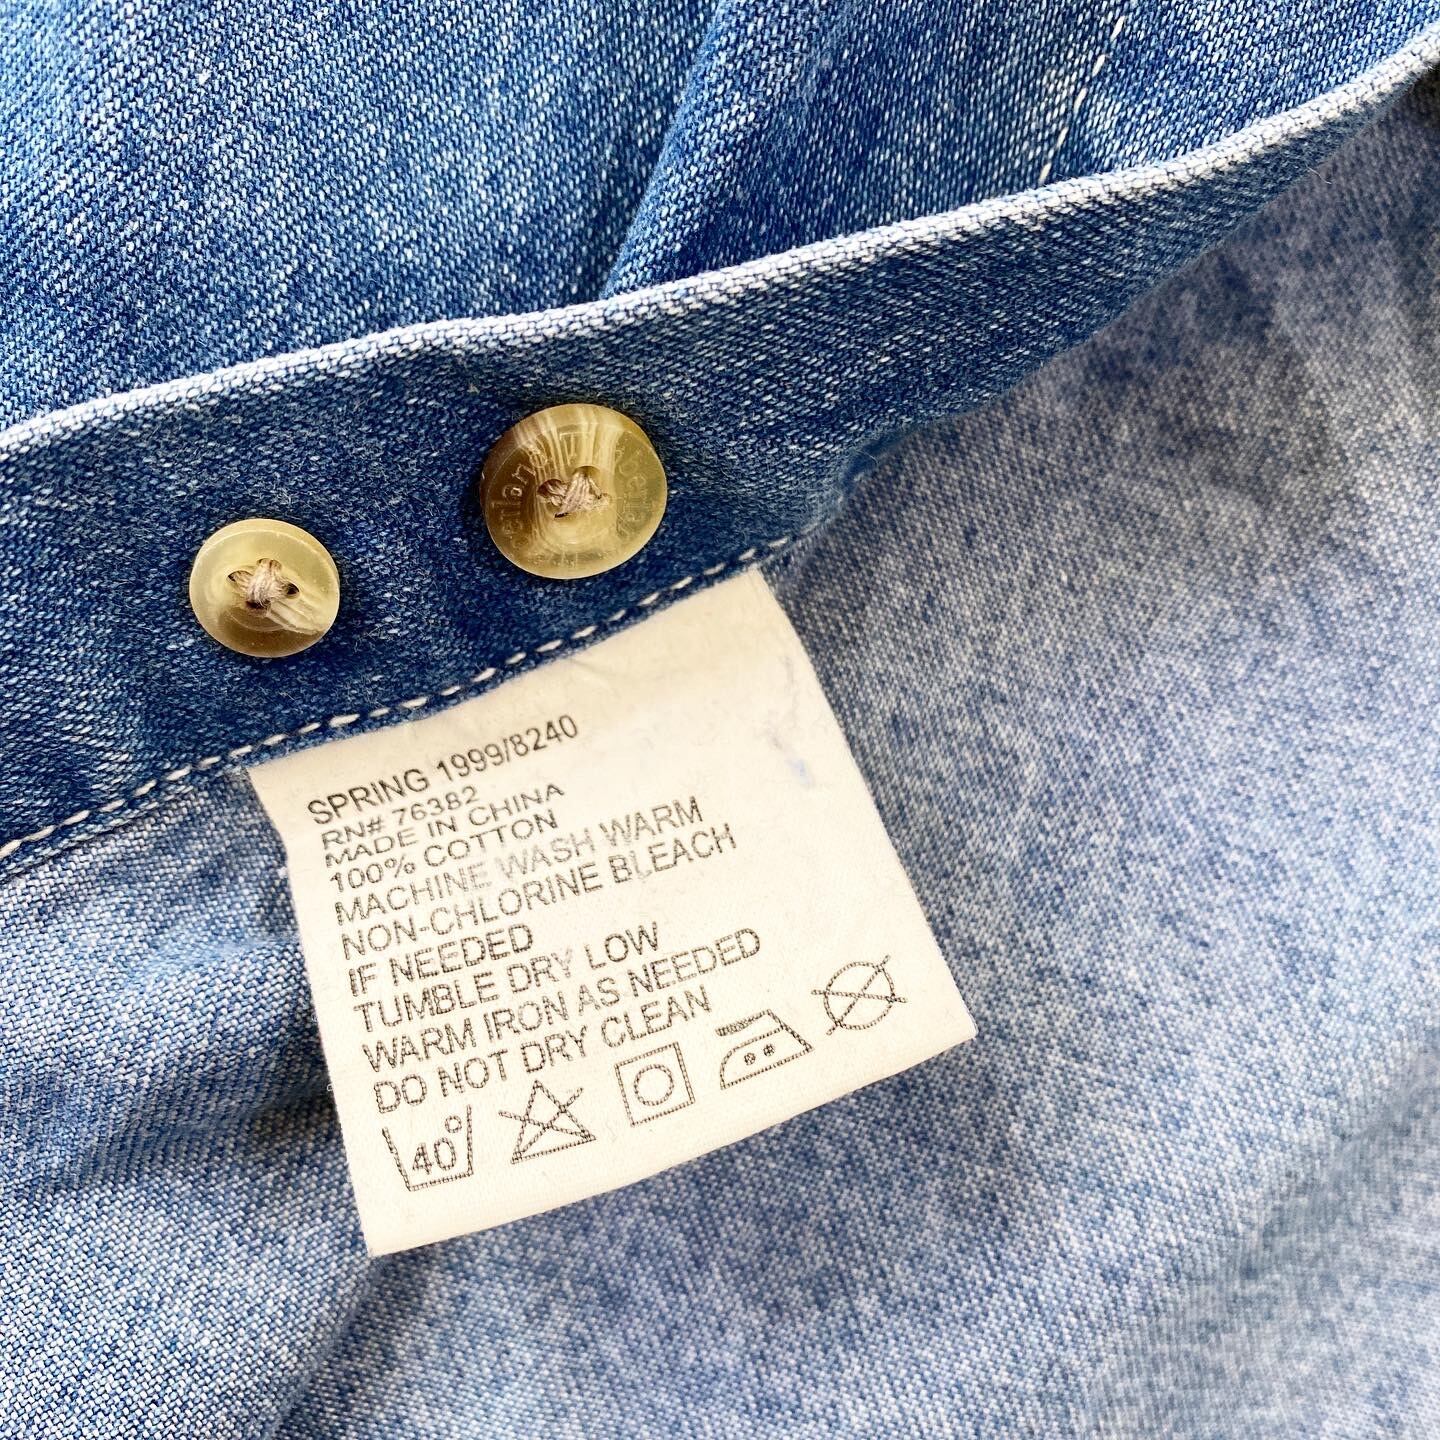 SPRING 1999/8240
RN# 76382
MADE IN CHINA
100% COTTON
MACHINE WASH WARM
NON-CHLORINE BLEACH
IF NEEDED
TUMBLE DRY LOW
WARM IRON AS NEEDED
DO NOT DRY CLEAN
40°